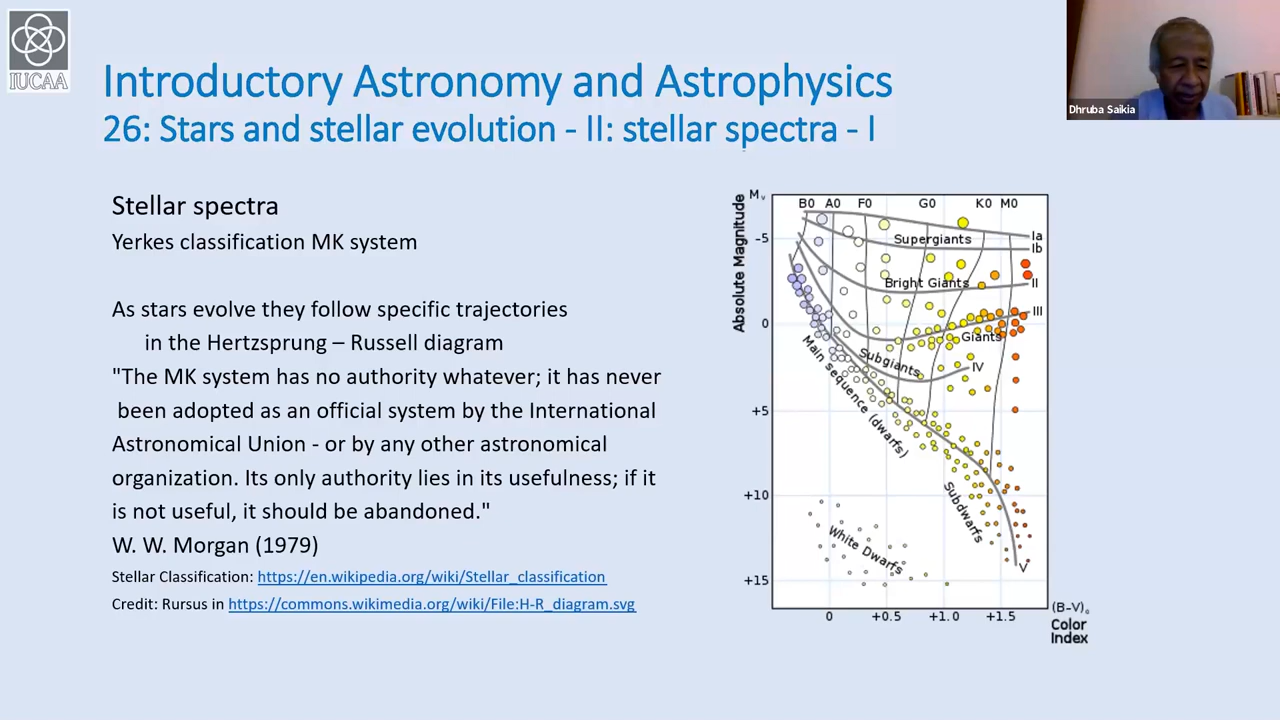 IUCAA
Introductory Astronomy and Astrophysics
26: Stars and stellar evolution - II: stellar spectra - I
Dhruba Saikia
Stellar spectra
Yerkes classification MK system
As stars evolve they follow specific trajectories
in the Hertzsprung – Russell diagram
"The MK system has no authority whatever; it has never
been adopted as an official system by the International
Astronomical Union - or by any other astronomical
organization. Its only authority lies in its usefulness; if it
is not useful, it should be abandoned."
W. W. Morgan (1979)
Stellar Classification: https://en.wikipedia.org/wiki/Stellar_classification
Credit: Rursus in https://commons.wikimedia.org/wiki/File:H-R_diagram.svg
Absolute Magnitude
Mv
B0 A0 F0 G0 K0 M0
Ia
Ib
Supergiants
-5
Bright Giants
II
III
0
Giants
Subgiants
IV
Main sequence (dwarfs)
+5
+10
Subdwarfs
White Dwarfs
V
+15
0 +0.5 +1.0 +1.5
(B-V)₀
Color
Index